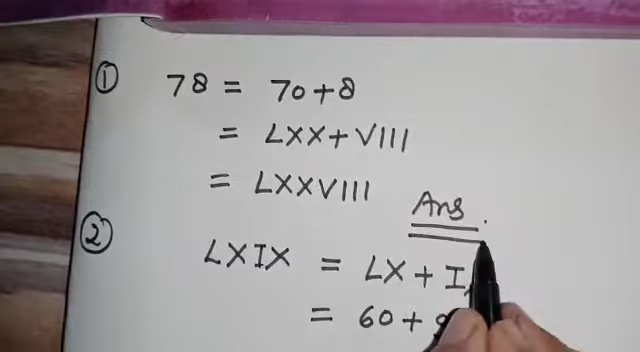 ① 78 = 70+8
= LXX+VIII
= LXXVIII
Ans.
② LXIX = LX + I
= 60 +